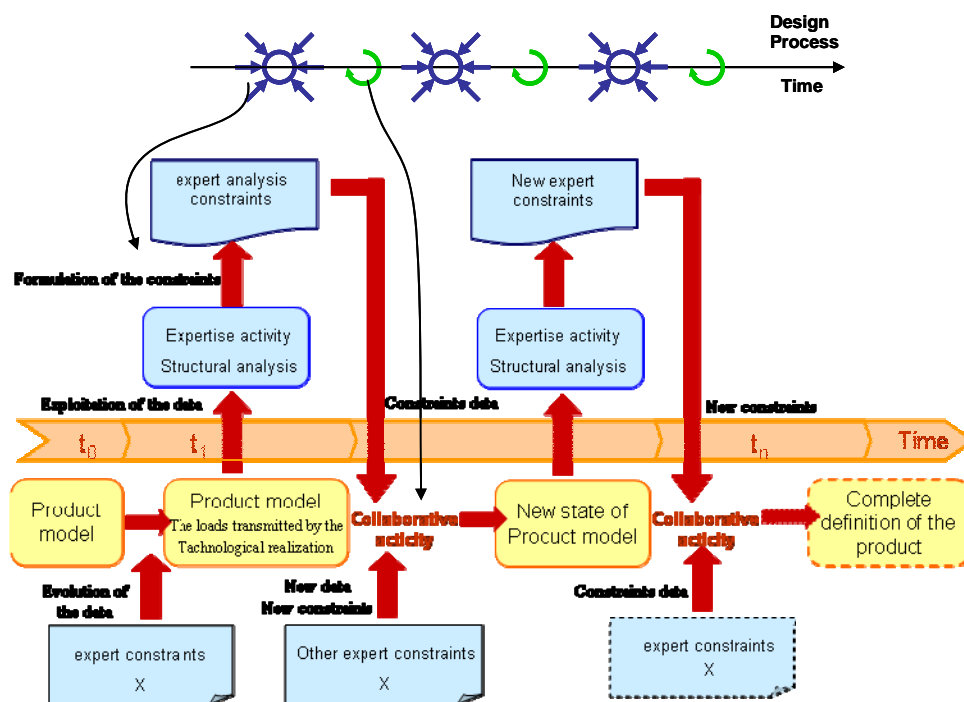 Design
Process
Time
expert analysis
constraints
New expert
constraints
Formulation of the constraints
Expertise activity
Structural analysis
Expertise activity
Structural analysis
Exploitation of the data
Constraints data
New constraints
t0
t1
tn
Time
Product
model
Product model
The loads transmitted by the
Tachnological realization
Collaborative
acticity
New state of
Procuct model
Collaborative
acticity
Complete
definition of the
product
Evolution of
the data
New data
New constraints
Constraints data
expert constrants
X
Other expert constraints
X
expert constraints
X